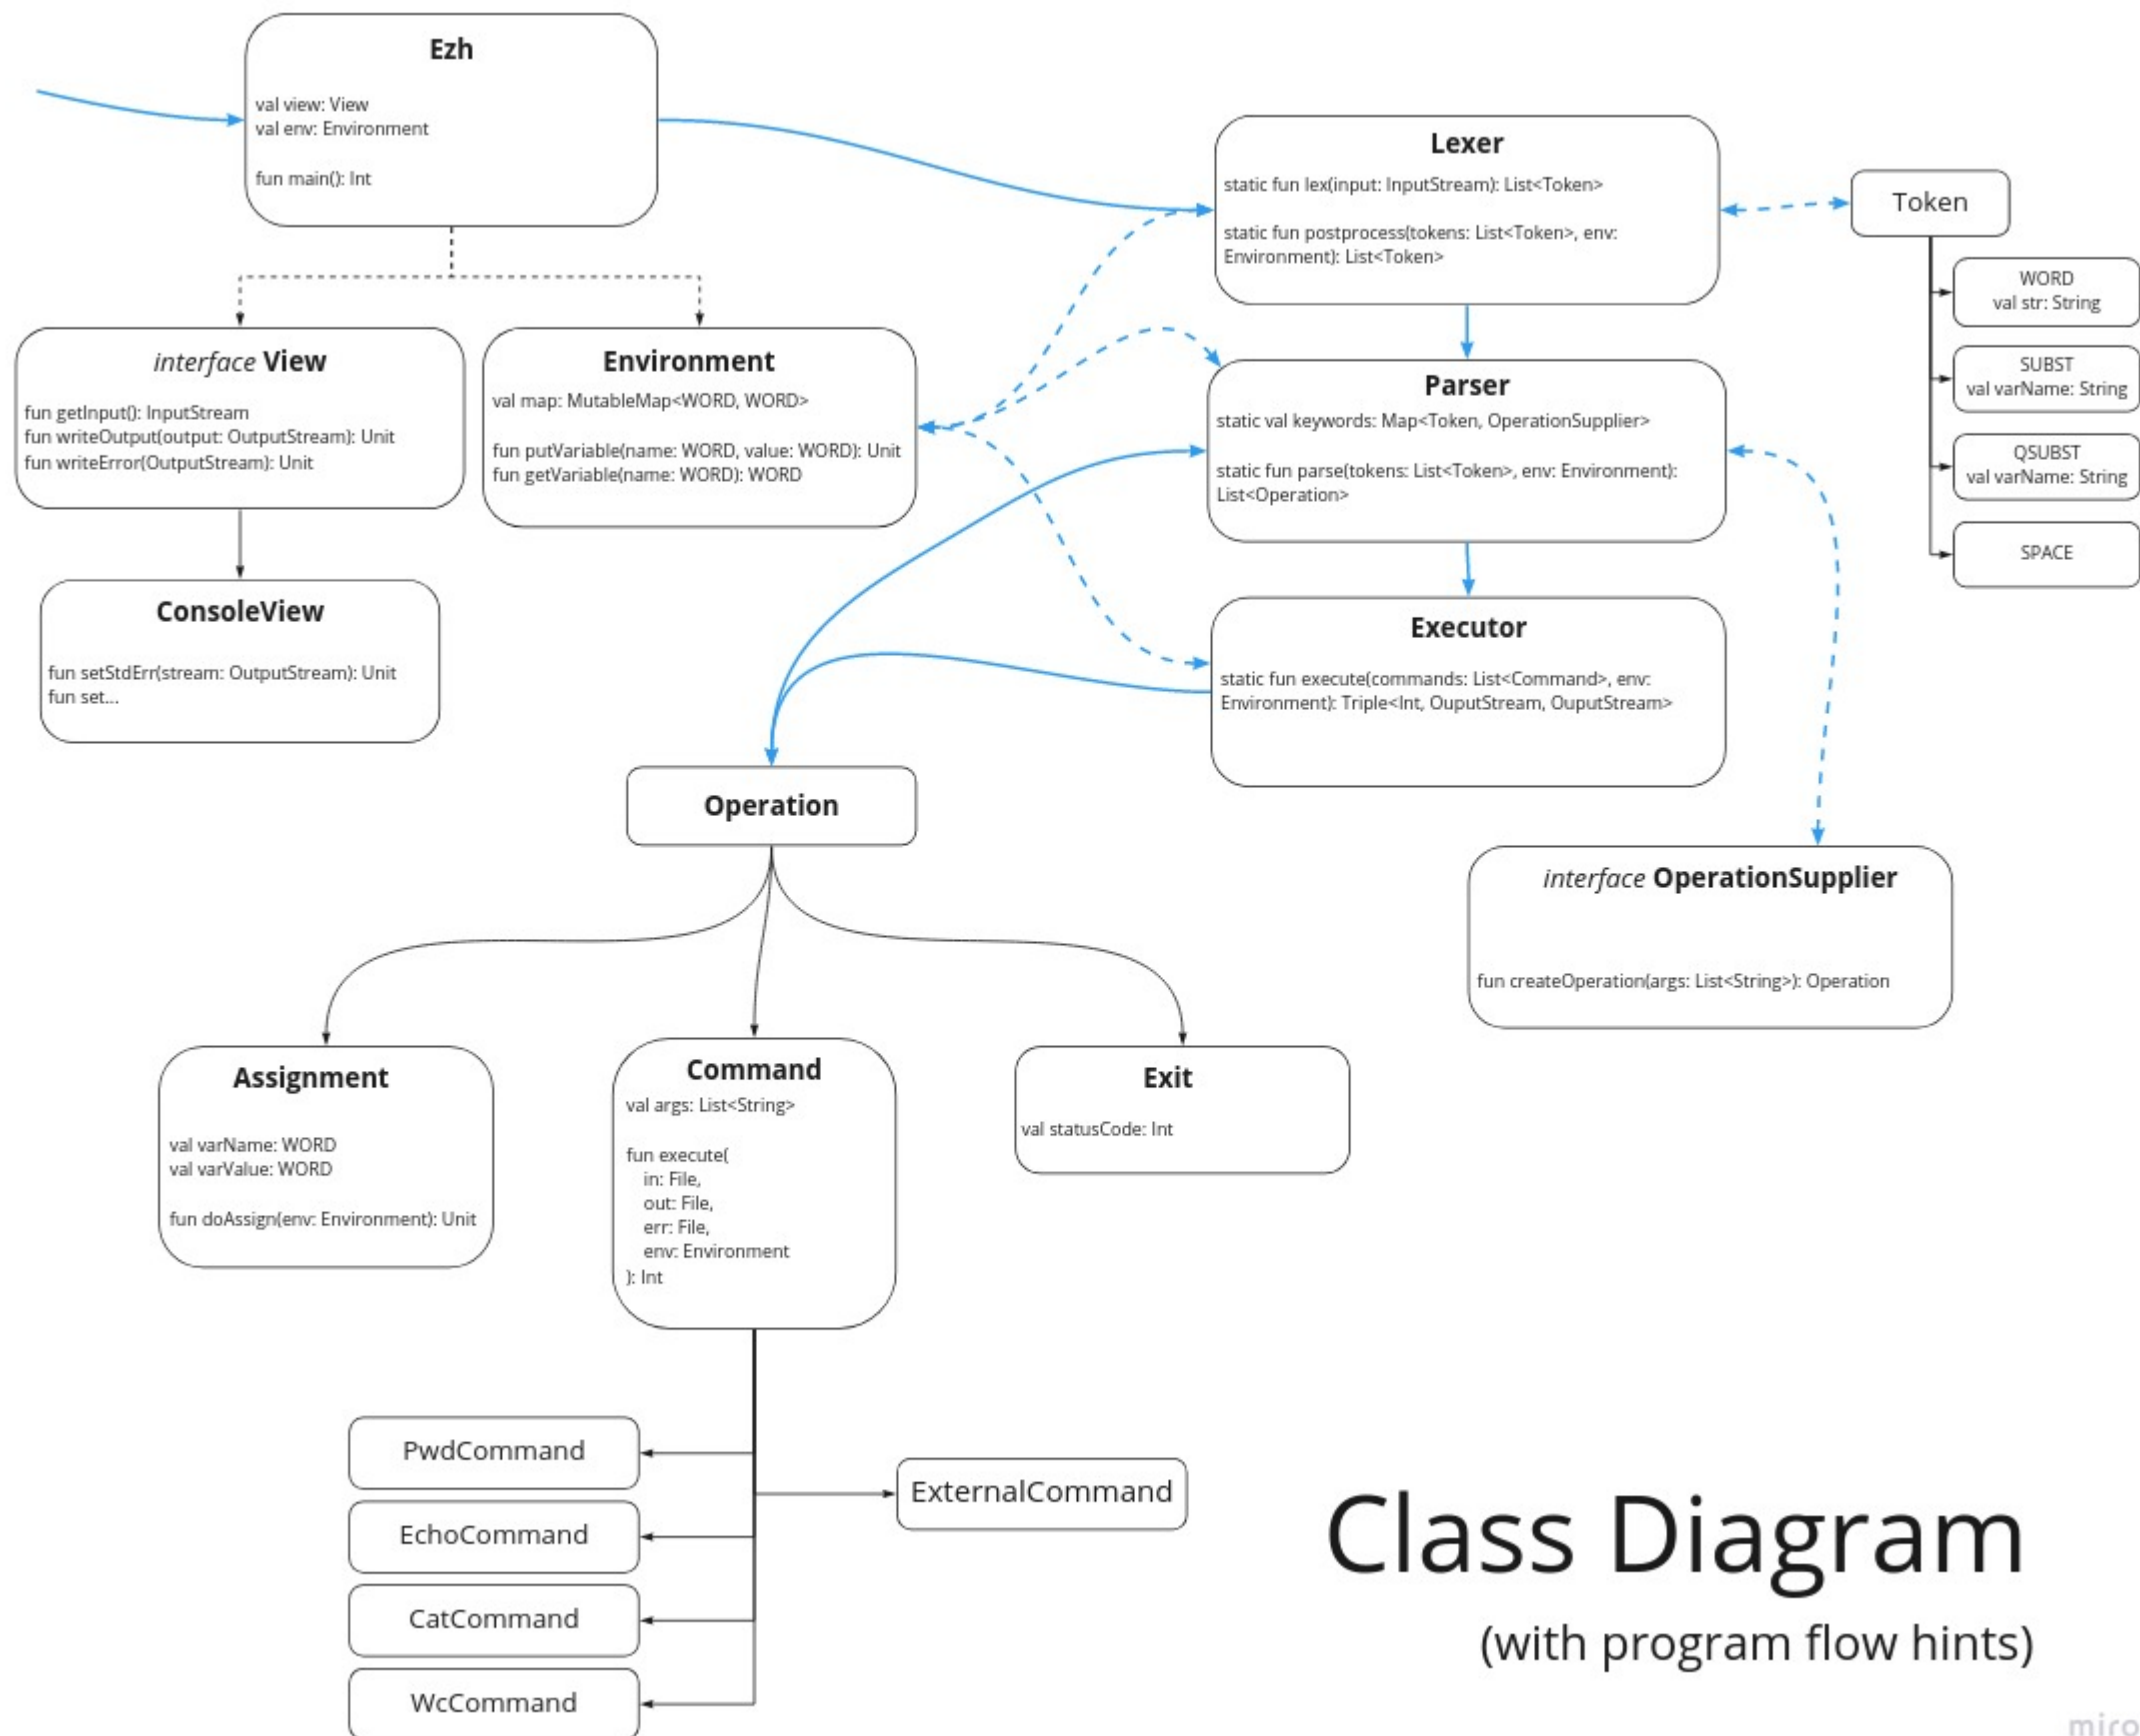 Ezh
val view: View
val env: Environment
fun main(): Int
Lexer
static fun lex(input: InputStream): List<Token>
static fun postprocess(tokens: List<Token>, env:
Environment): List<Token>
Token
WORD
val str: String
SUBST
val varName: String
QSUBST
val varName: String
SPACE
interface View
fun getInput(): InputStream
fun writeOutput(output: OutputStream): Unit
fun writeError(OutputStream): Unit
Environment
val map: MutableMap<WORD, WORD>
fun putVariable(name: WORD, value: WORD): Unit
fun getVariable(name: WORD): WORD
Parser
static val keywords: Map<Token, OperationSupplier>
static fun parse(tokens: List<Token>, env: Environment):
List<Operation>
ConsoleView
fun setStdErr(stream: OutputStream): Unit
fun set...
Executor
static fun execute(commands: List<Command>, env:
Environment): Triple<Int, OuputStream, OuputStream>
Operation
interface OperationSupplier
fun createOperation(args: List<String>): Operation
Assignment
val varName: WORD
val varValue: WORD
fun doAssign(env: Environment): Unit
Command
val args: List<String>
fun execute(
in: File,
out: File,
err: File,
env: Environment
): Int
Exit
val statusCode: Int
PwdCommand
EchoCommand
CatCommand
WcCommand
ExternalCommand
Class Diagram
(with program flow hints)
miro